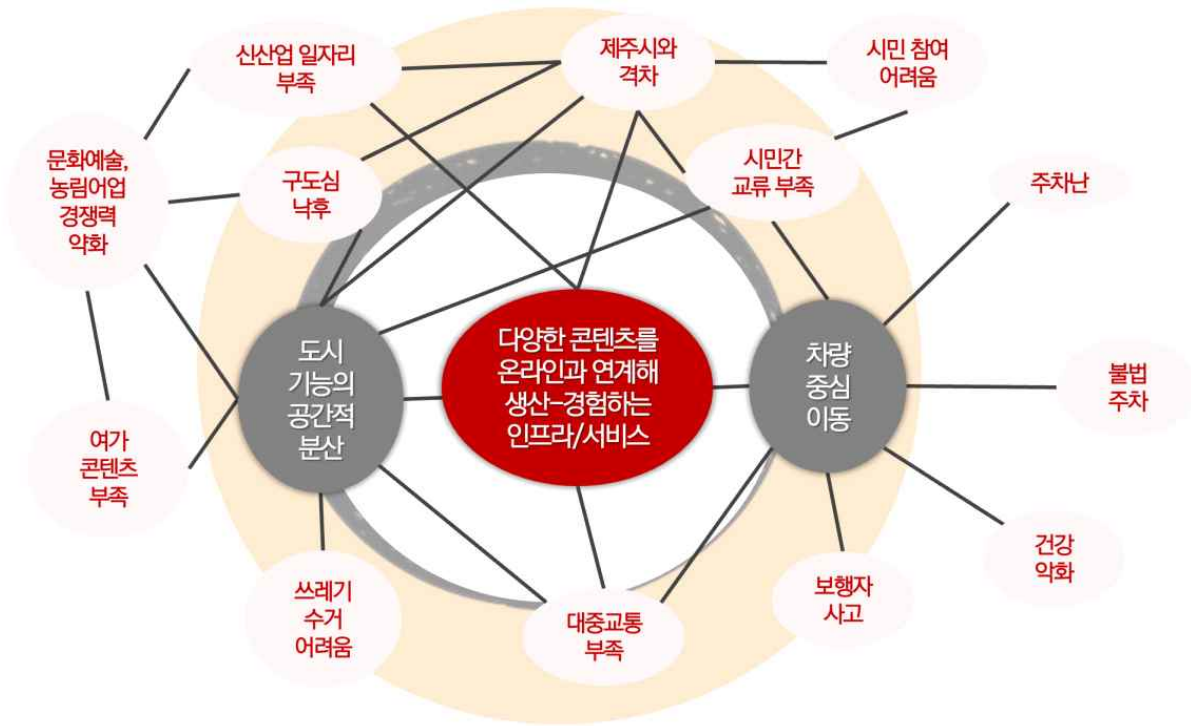 신산업 일자리
부족
제주시와
격차
시민 참여
어려움
문화예술,
농림어업
경쟁력
약화
구도심
낙후
시민간
교류 부족
주차난
도시
기능의
공간적
분산
다양한 콘텐츠를
온라인과 연계해
생산-경험하는
인프라/서비스
차량
중심
이동
불법
주차
여가
콘텐츠
부족
쓰레기
수거
어려움
대중교통
부족
보행자
사고
건강
악화